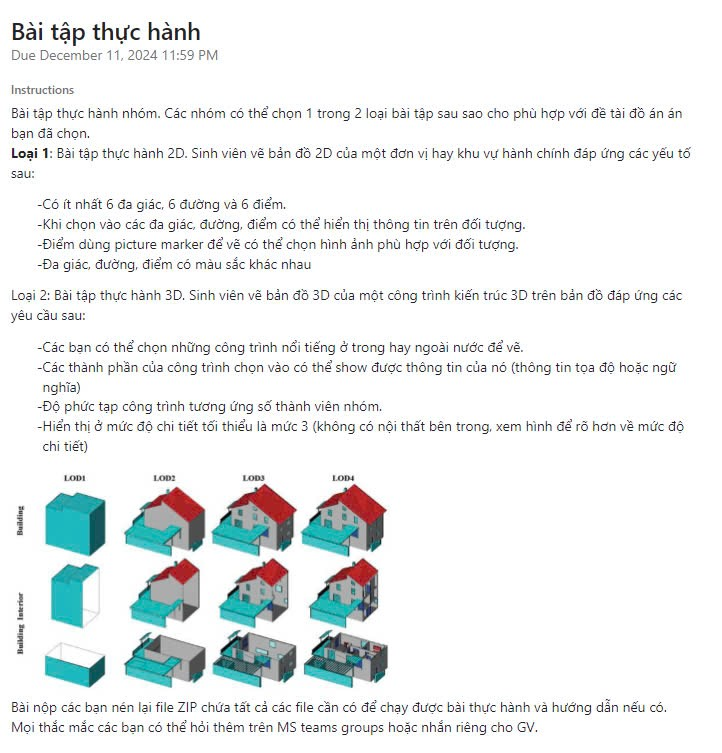 Bài tập thực hành
Due December 11, 2024 11:59 PM
Instructions
Bài tập thực hành nhóm. Các nhóm có thể chọn 1 trong 2 loại bài tập sau sao cho phù hợp với đề tài đồ án án
bạn đã chọn.
Loại 1: Bài tập thực hành 2D. Sinh viên vẽ bản đồ 2D của một đơn vị hay khu vự hành chính đáp ứng các yếu tố
sau:
-Có ít nhất 6 đa giác, 6 đường và 6 điểm.
-Khi chọn vào các đa giác, đường, điểm có thể hiển thị thông tin trên đối tượng.
-Điểm dùng picture marker để vẽ có thể chọn hình ảnh phù hợp với đối tượng.
-Đa giác, đường, điểm có màu sắc khác nhau
Loại 2: Bài tập thực hành 3D. Sinh viên vẽ bản đồ 3D của một công trình kiến trúc 3D trên bản đồ đáp ứng các
yêu cầu sau:
-Các bạn có thể chọn những công trình nổi tiếng ở trong hay ngoài nước để vẽ.
-Các thành phần của công trình chọn vào có thể show được thông tin của nó (thông tin tọa độ hoặc ngữ
nghĩa)
-Độ phức tạp công trình tương ứng số thành viên nhóm.
-Hiển thị ở mức độ chi tiết tối thiểu là mức 3 (không có nội thất bên trong, xem hình để rõ hơn về mức độ
chi tiết)
LOD1 LOD2 LOD3 LOD4
Building
Building Interior
Bài nộp các bạn nén lại file ZIP chứa tất cả các file cần có để chạy được bài thực hành và hướng dẫn nếu có.
Mọi thắc mắc các bạn có thể hỏi thêm trên MS teams groups hoặc nhắn riêng cho GV.